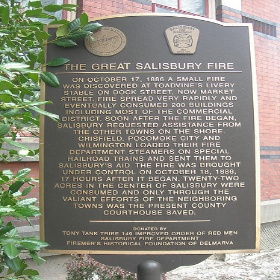 THE GREAT SALISBURY FIRE
ON OCTOBER 17, 1886 A SMALL FIRE
WAS DISCOVERED AT TOADVINE'S LIVERY
STABLE ON DOCK STREET, NOW MARKET
STREET. FIRE SPREAD VERY RAPIDLY AND
EVENTUALLY CONSUMED 200 BUILDINGS
INCLUDING MOST OF THE COMMERCIAL
DISTRICT. SOON AFTER THE FIRE BEGAN,
SALISBURY REQUESTED ASSISTANCE FROM
THE OTHER TOWNS ON THE SHORE.
CRISFIELD, POCOMOKE CITY AND
WILMINGTON LOADED THEIR FIRE
DEPARTMENT STEAMERS ON SPECIAL
RAILROAD TRAINS AND SENT THEM TO
SALISBURY'S AID. THE FIRE WAS BROUGHT
UNDER CONTROL ON OCTOBER 18, 1886,
17 HOURS AFTER IT BEGAN. TWENTY-TWO
ACRES IN THE CENTER OF SALISBURY WERE
CONSUMED AND ONLY THROUGH THE
VALIANT EFFORTS OF THE NEIGHBORING
TOWNS WAS THE PRESENT COUNTY
COURTHOUSE SAVED.
DONATED BY
TONY TANK TRIBE 149 IMPROVED ORDER OF RED MEN
SALISBURY FIRE DEPARTMENT
FIREMEN'S HISTORICAL FOUNDATION OF DELMARVA